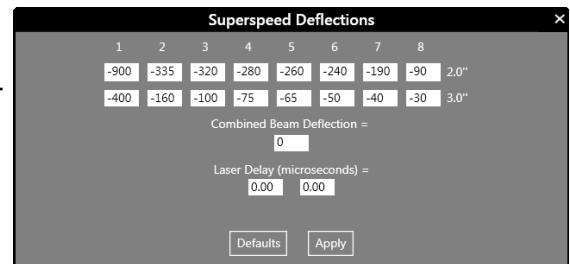 Superspeed Deflections ×
1 2 3 4 5 6 7 8
-900 -335 -320 -280 -260 -240 -190 -90 2.0"
-400 -160 -100 -75 -65 -50 -40 -30 3.0"
Combined Beam Deflection =
0
Laser Delay (microseconds) =
0.00 0.00
Defaults Apply